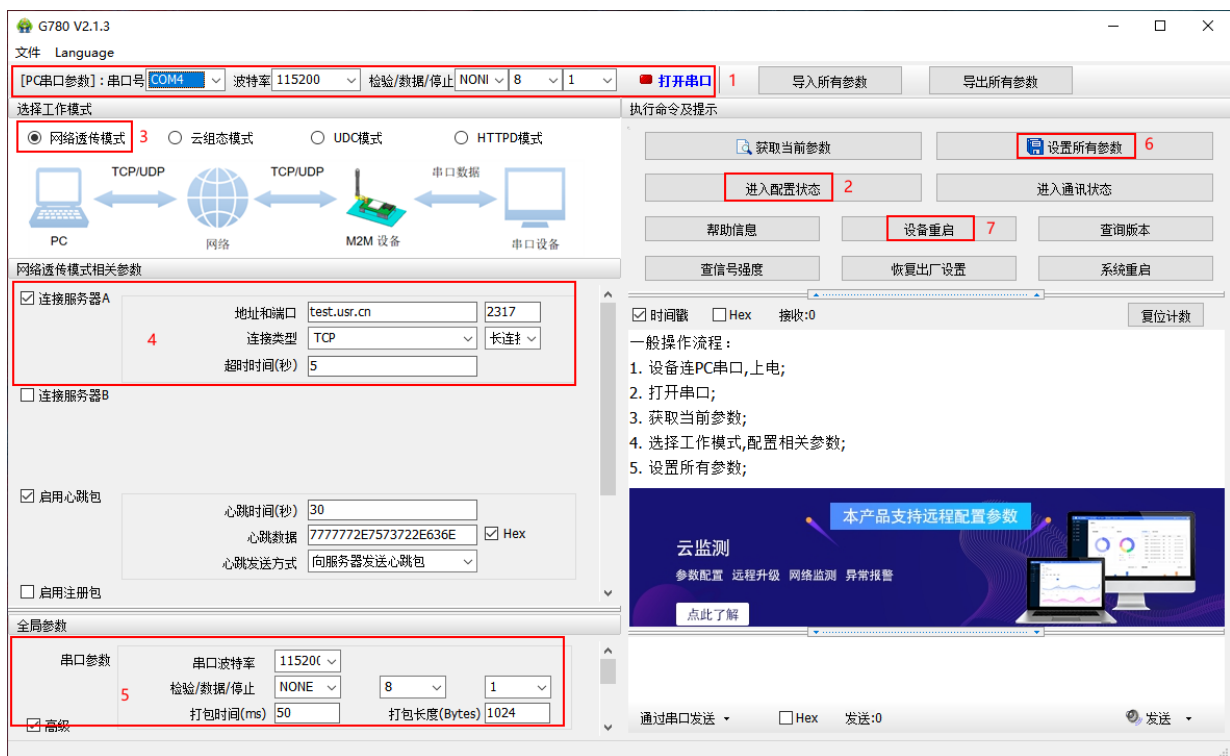 G780 V2.1.3
文件 Language
[PC串口参数]：串口号 COM4 波特率 115200 检验/数据/停止 NONI 8 1 打开串口 1 导入所有参数 导出所有参数
选择工作模式
网络透传模式 3 云组态模式 UDC模式 HTTPD模式
TCP/UDP TCP/UDP 串口数据
PC 网络 M2M 设备 串口设备
网络透传模式相关参数
连接服务器A
地址和端口 test.usr.cn 2317
4 连接类型 TCP 长连接
超时时间(秒) 5
连接服务器B
启用心跳包
心跳时间(秒) 30
心跳数据 7777772E7573722E636E Hex
心跳发送方式 向服务器发送心跳包
启用注册包
全局参数
串口参数 串口波特率 115200
5 检验/数据/停止 NONE 8 1
打包时间(ms) 50 打包长度(Bytes) 1024
高级
执行命令及提示
获取当前参数 设置所有参数 6
进入配置状态 2 进入通讯状态
帮助信息 设备重启 7 查询版本
查信号强度 恢复出厂设置 系统重启
时间戳 Hex 接收:0 复位计数
一般操作流程：
1. 设备连PC串口,上电;
2. 打开串口;
3. 获取当前参数;
4. 选择工作模式,配置相关参数;
5. 设置所有参数;
本产品支持远程配置参数
云监测
参数配置 远程升级 网络监测 异常报警
点此了解
通过串口发送 Hex 发送:0 发送